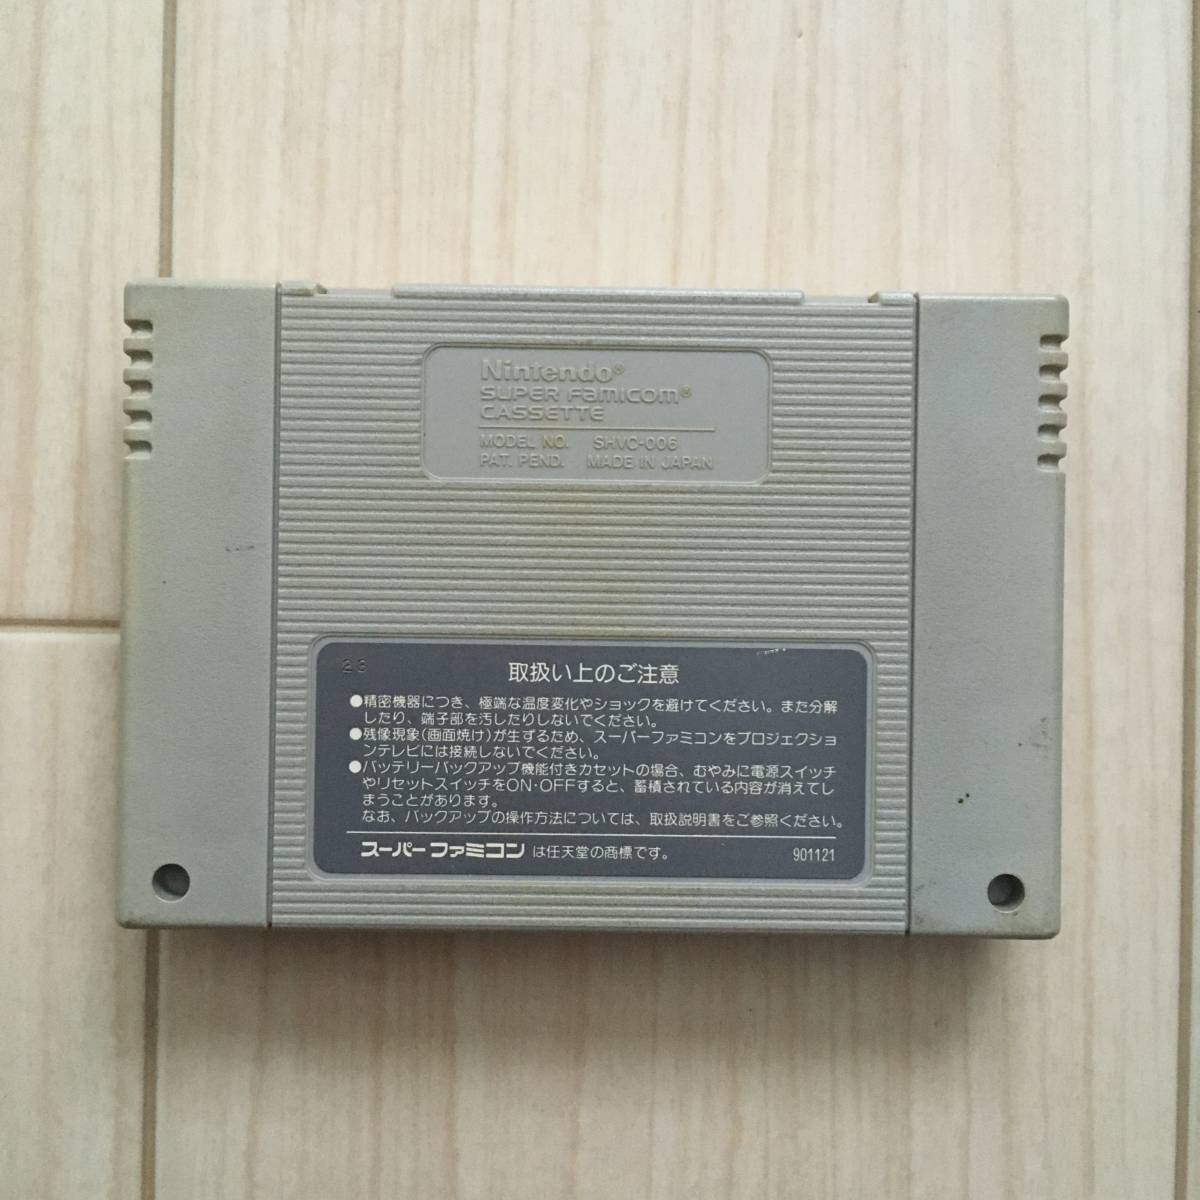 Nintendo®
SUPER FAMICOM®
CASSETTE
MODEL NO. SHVC-006
PAT. PEND. MADE IN JAPAN
23
取扱い上のご注意
●精密機器につき、極端な温度変化やショックを避けてください。また分解
したり、端子部を汚したりしないでください。
●残像現象(画面焼け)が生ずるため、スーパーファミコンをプロジェクショ
ンテレビには接続しないでください。
●バッテリーバックアップ機能付きカセットの場合、むやみに電源スイッチ
やリセットスイッチをON・OFFすると、蓄積されている内容が消えてし
まうことがあります。
なお、バックアップの操作方法については、取扱説明書をご参照ください。
スーパーファミコン は任天堂の商標です。 901121